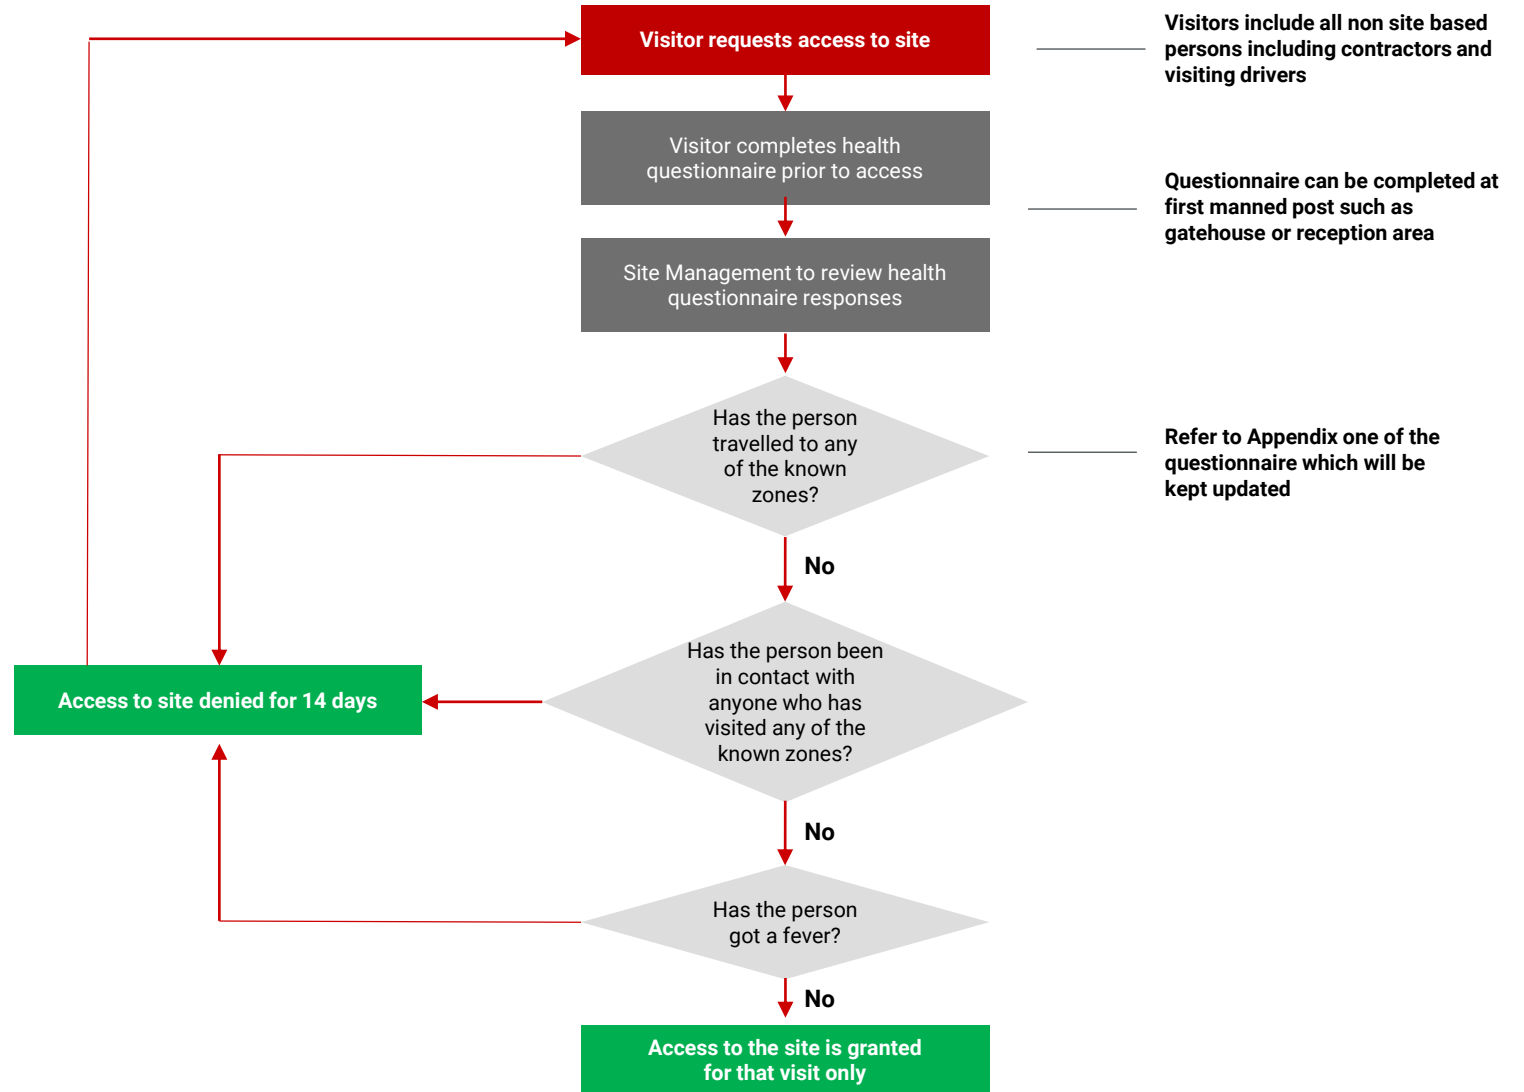 Visitor requests access to site
Visitors include all non site based
persons including contractors and
visiting drivers
Visitor completes health
questionnaire prior to access
Questionnaire can be completed at
first manned post such as
gatehouse or reception area
Site Management to review health
questionnaire responses
Has the person
travelled to any
of the known
zones?
Refer to Appendix one of the
questionnaire which will be
kept updated
No
Has the person been
in contact with
anyone who has
visited any of the
known zones?
Access to site denied for 14 days
No
Has the person
got a fever?
No
Access to the site is granted
for that visit only